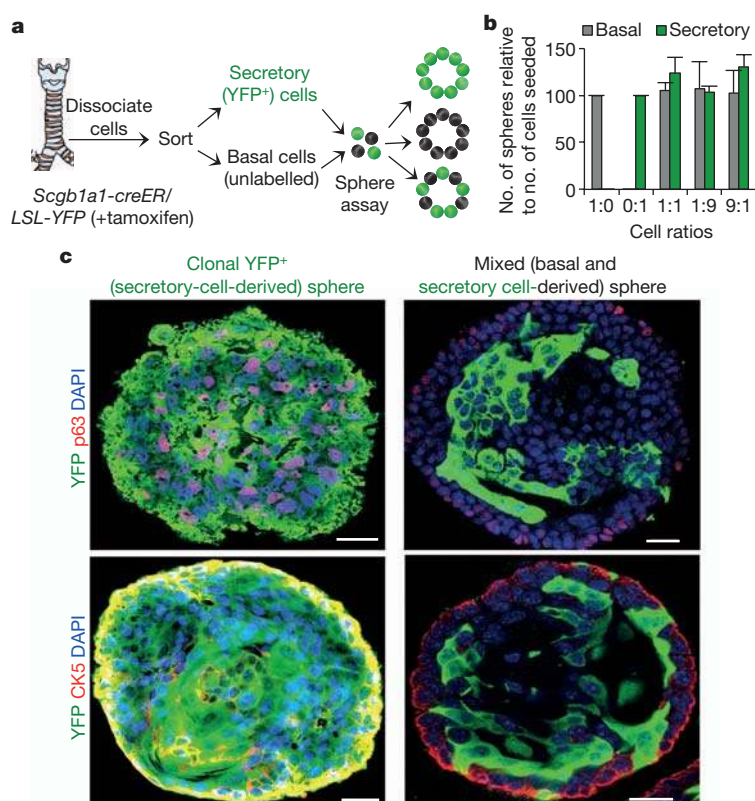 a
Dissociate
cells
Sort
Secretory
(YFP⁺) cells
Basal cells
(unlabelled)
Sphere
assay
Scgb1a1-creER/
LSL-YFP (+tamoxifen)
b
Basal Secretory
No. of spheres relative
to no. of cells seeded
150
100
50
0
1:0 0:1 1:1 1:9 9:1
Cell ratios
c
Clonal YFP⁺
(secretory-cell-derived) sphere
Mixed (basal and
secretory cell-derived) sphere
YFP p63 DAPI
YFP CK5 DAPI